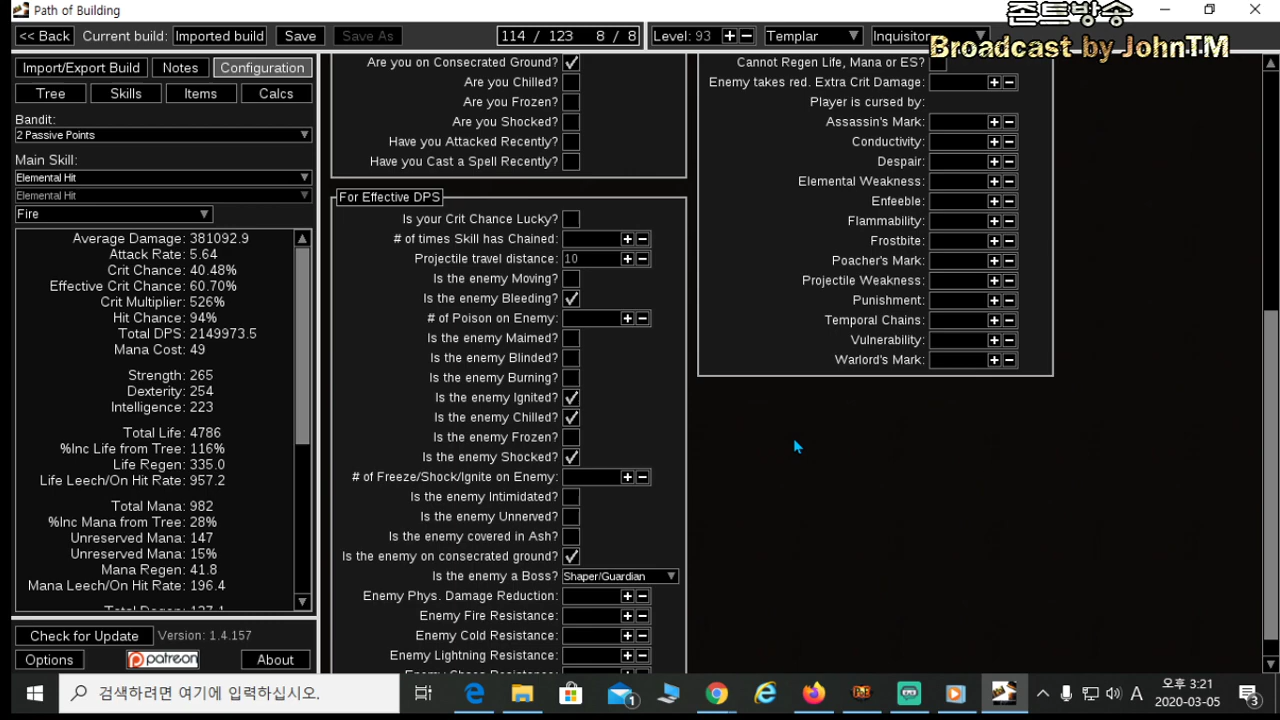 Path of Building
존트방송
Broadcast by JohnTM
<< Back
Current build:
Imported build
Save
Save As
114 / 123 8 / 8
Level: 93
Templar
Inquisitor
Import/Export Build
Notes
Configuration
Tree
Skills
Items
Calcs
Bandit:
2 Passive Points
Main Skill:
Elemental Hit
Elemental Hit
Fire
Average Damage: 381092.9
Attack Rate: 5.64
Crit Chance: 40.48%
Effective Crit Chance: 60.70%
Crit Multiplier: 526%
Hit Chance: 94%
Total DPS: 2149973.5
Mana Cost: 49
Strength: 265
Dexterity: 254
Intelligence: 223
Total Life: 4786
%Inc Life from Tree: 116%
Life Regen: 335.0
Life Leech/On Hit Rate: 957.2
Total Mana: 982
%Inc Mana from Tree: 28%
Unreserved Mana: 147
Unreserved Mana: 15%
Mana Regen: 41.8
Mana Leech/On Hit Rate: 196.4
Total Degen: 137.1
Check for Update
Version: 1.4.157
Options
patreon
About
Are you on Consecrated Ground?
Are you Chilled?
Are you Frozen?
Are you Shocked?
Have you Attacked Recently?
Have you Cast a Spell Recently?
For Effective DPS
Is your Crit Chance Lucky?
# of times Skill has Chained:
Projectile travel distance: 10
Is the enemy Moving?
Is the enemy Bleeding?
# of Poison on Enemy:
Is the enemy Maimed?
Is the enemy Blinded?
Is the enemy Burning?
Is the enemy Ignited?
Is the enemy Chilled?
Is the enemy Frozen?
Is the enemy Shocked?
# of Freeze/Shock/Ignite on Enemy:
Is the enemy Intimidated?
Is the enemy Unnerved?
Is the enemy covered in Ash?
Is the enemy on consecrated ground?
Is the enemy a Boss? Shaper/Guardian
Enemy Phys. Damage Reduction:
Enemy Fire Resistance:
Enemy Cold Resistance:
Enemy Lightning Resistance:
Enemy Chaos Resistance:
Cannot Regen Life, Mana or ES?
Enemy takes red. Extra Crit Damage:
Player is cursed by:
Assassin's Mark:
Conductivity:
Despair:
Elemental Weakness:
Enfeeble:
Flammability:
Frostbite:
Poacher's Mark:
Projectile Weakness:
Punishment:
Temporal Chains:
Vulnerability:
Warlord's Mark:
검색하려면 여기에 입력하십시오.
1
PoB
A
오후 3:21
2020-03-05
3